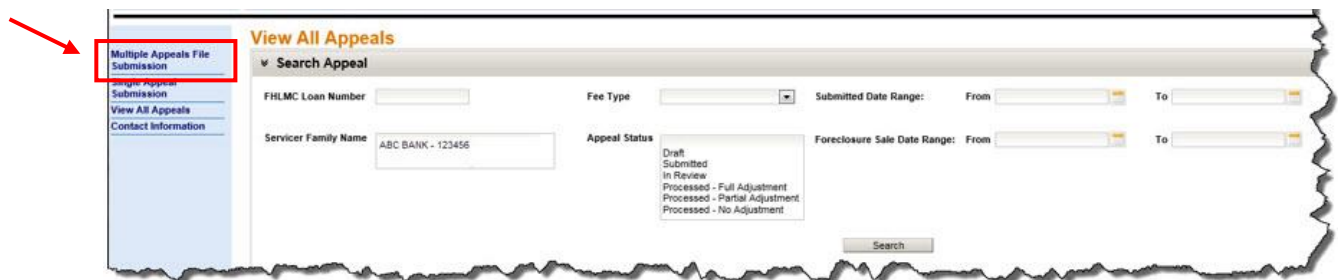 View All Appeals
Multiple Appeals File
Submission
Single Appeal
Submission
View All Appeals
Contact Information
Search Appeal
FHLMC Loan Number
Fee Type
Submitted Date Range: From To
Servicer Family Name
ABC BANK - 123456
Appeal Status
Draft
Submitted
In Review
Processed - Full Adjustment
Processed - Partial Adjustment
Processed - No Adjustment
Foreclosure Sale Date Range: From To
Search